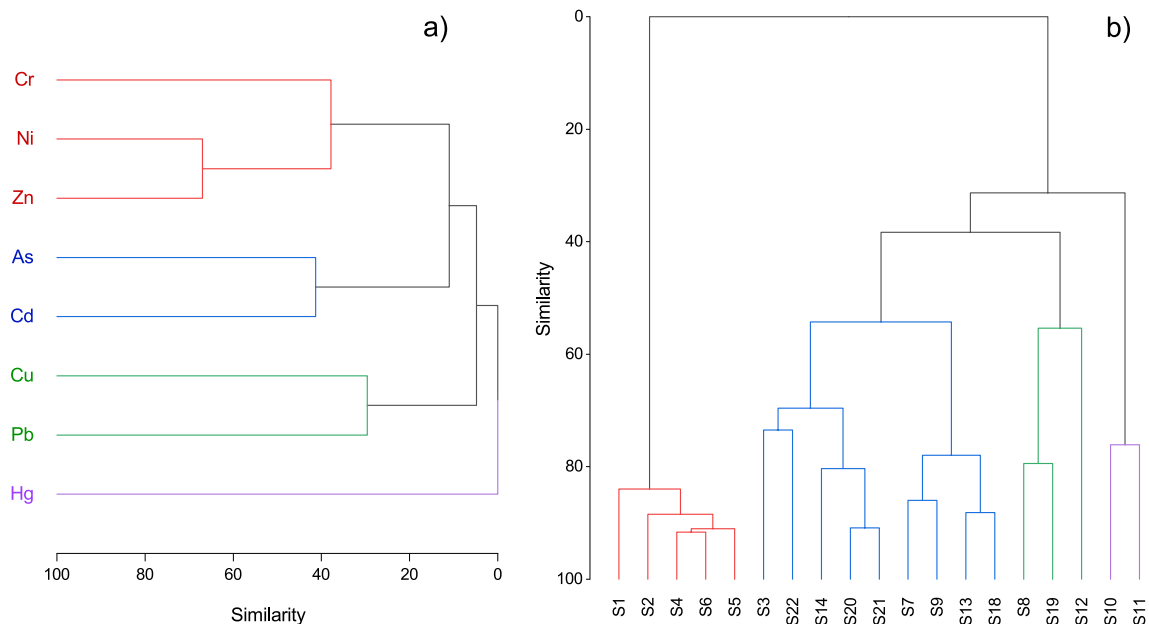 a)
Cr
Ni
Zn
As
Cd
Cu
Pb
Hg
100 80 60 40 20 0
Similarity
b)
0
20
40
60
80
100
Similarity
S1 S2 S4 S6 S5 S3 S22 S14 S20 S21 S7 S9 S13 S18 S8 S19 S12 S10 S11